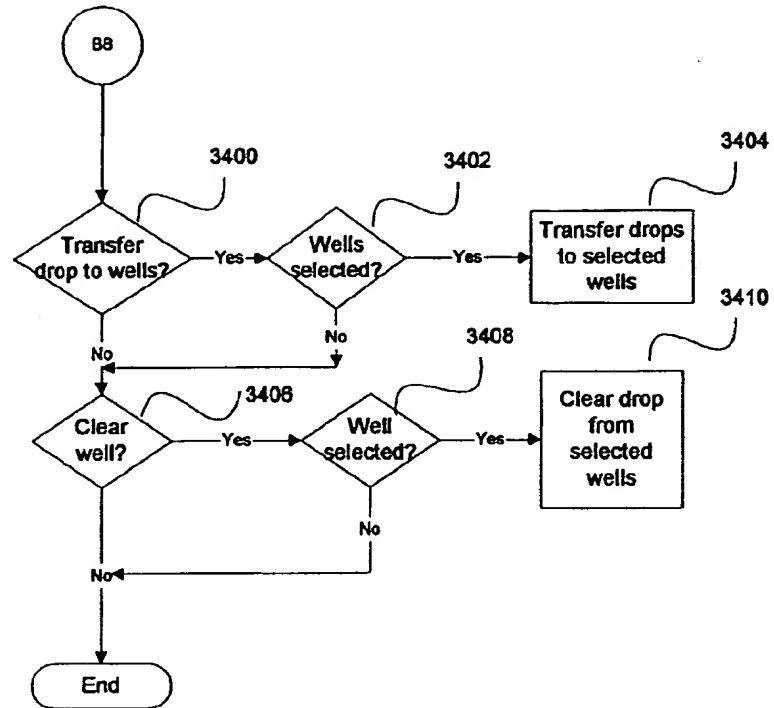 B8
3400
3402
3404
Transfer
drop to wells?
Yes
Wells
selected?
Yes
Transfer drops
to selected
wells
No
No
3406
3408
3410
Clear
well?
Yes
Well
selected?
Yes
Clear drop
from
selected
wells
No
No
End